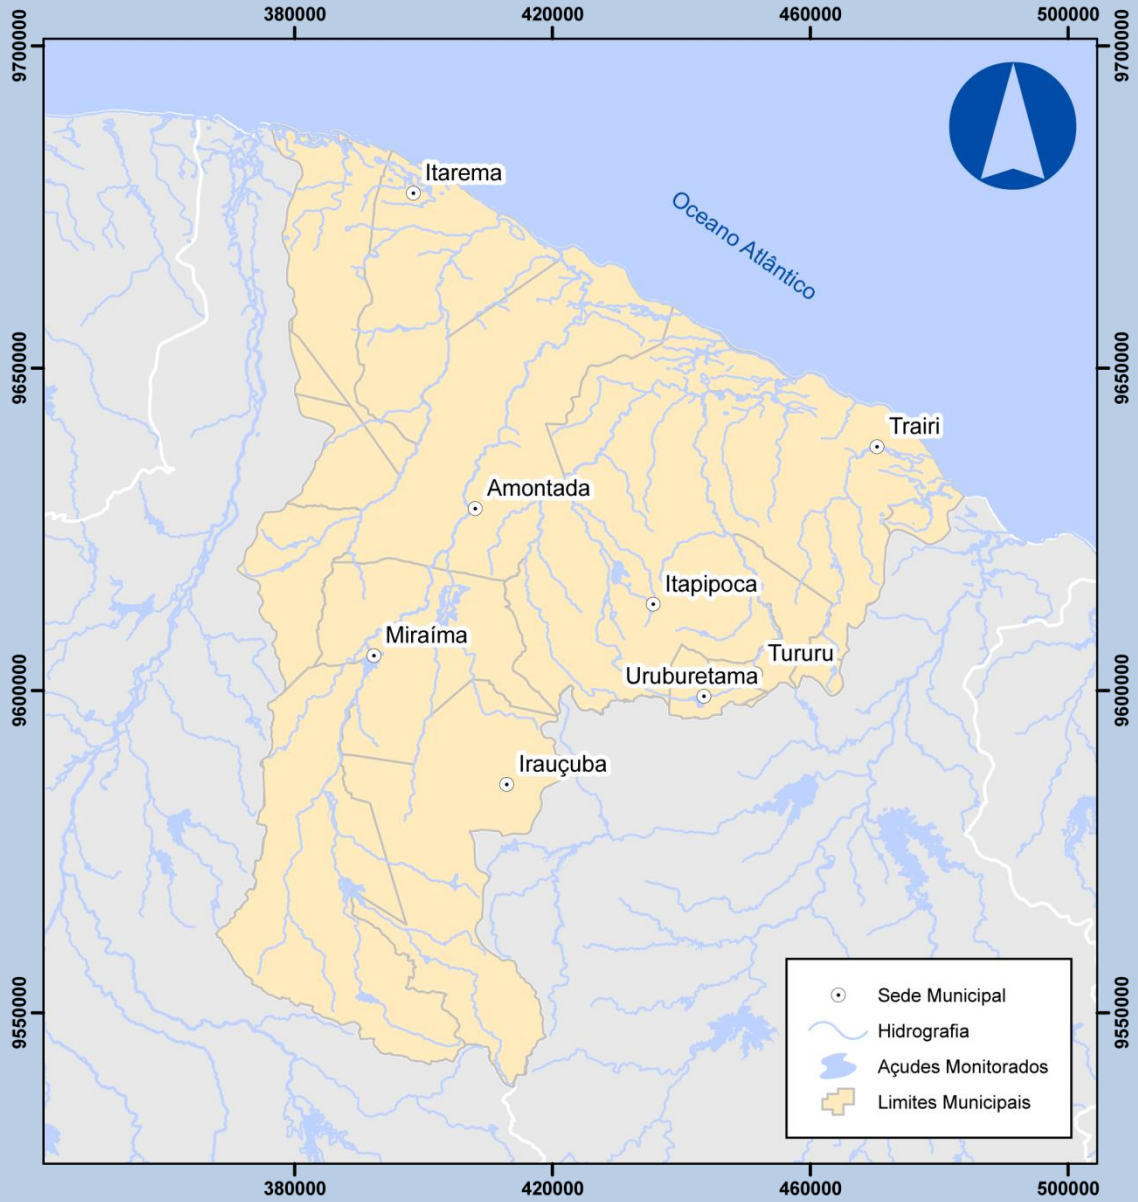 380000
420000
460000
500000
9700000
9700000
Itarema
Oceano Atlântico
9650000
9650000
Trairi
Amontada
Itapipoca
Miraíma
Tururu
Uruburetama
9600000
9600000
Irauçuba
Sede Municipal
Hidrografia
Açudes Monitorados
Limites Municipais
9550000
9550000
380000
420000
460000
500000